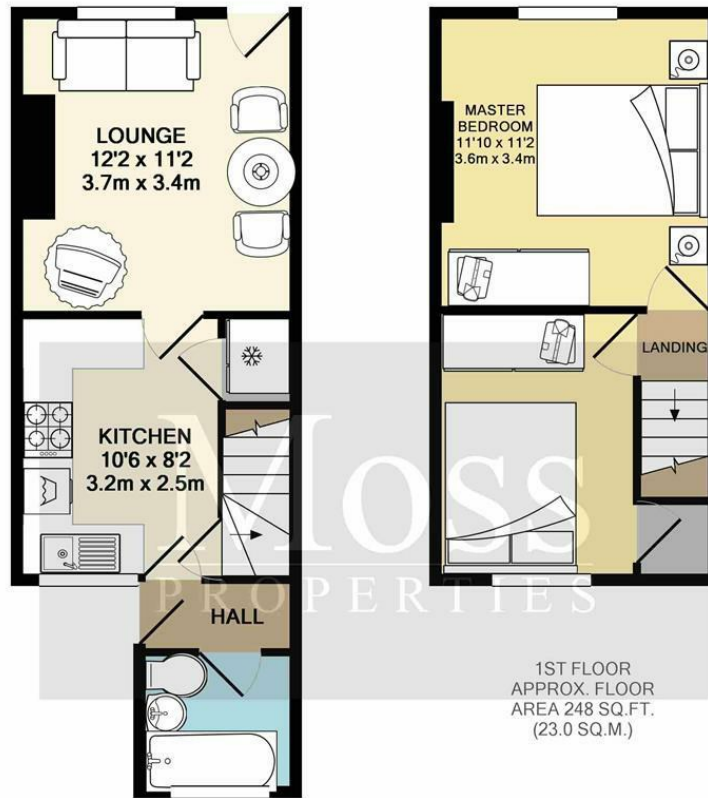 LOUNGE
12'2 x 11'2
3.7m x 3.4m
KITCHEN
10'6 x 8'2
3.2m x 2.5m
HALL
MASTER
BEDROOM
11'10 x 11'2
3.6m x 3.4m
LANDING
MOSS
PROPERTIES
1ST FLOOR
APPROX. FLOOR
AREA 248 SQ.FT.
(23.0 SQ.M.)